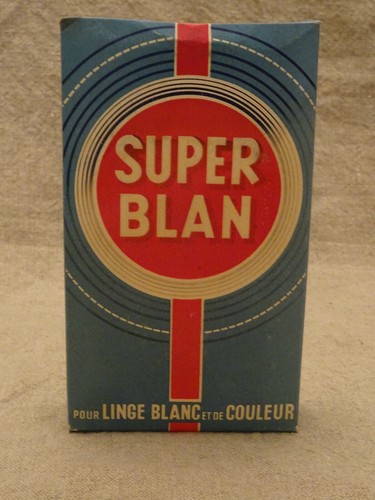 SUPER
BLAN
POUR LINGE BLANC ET DE COULEUR